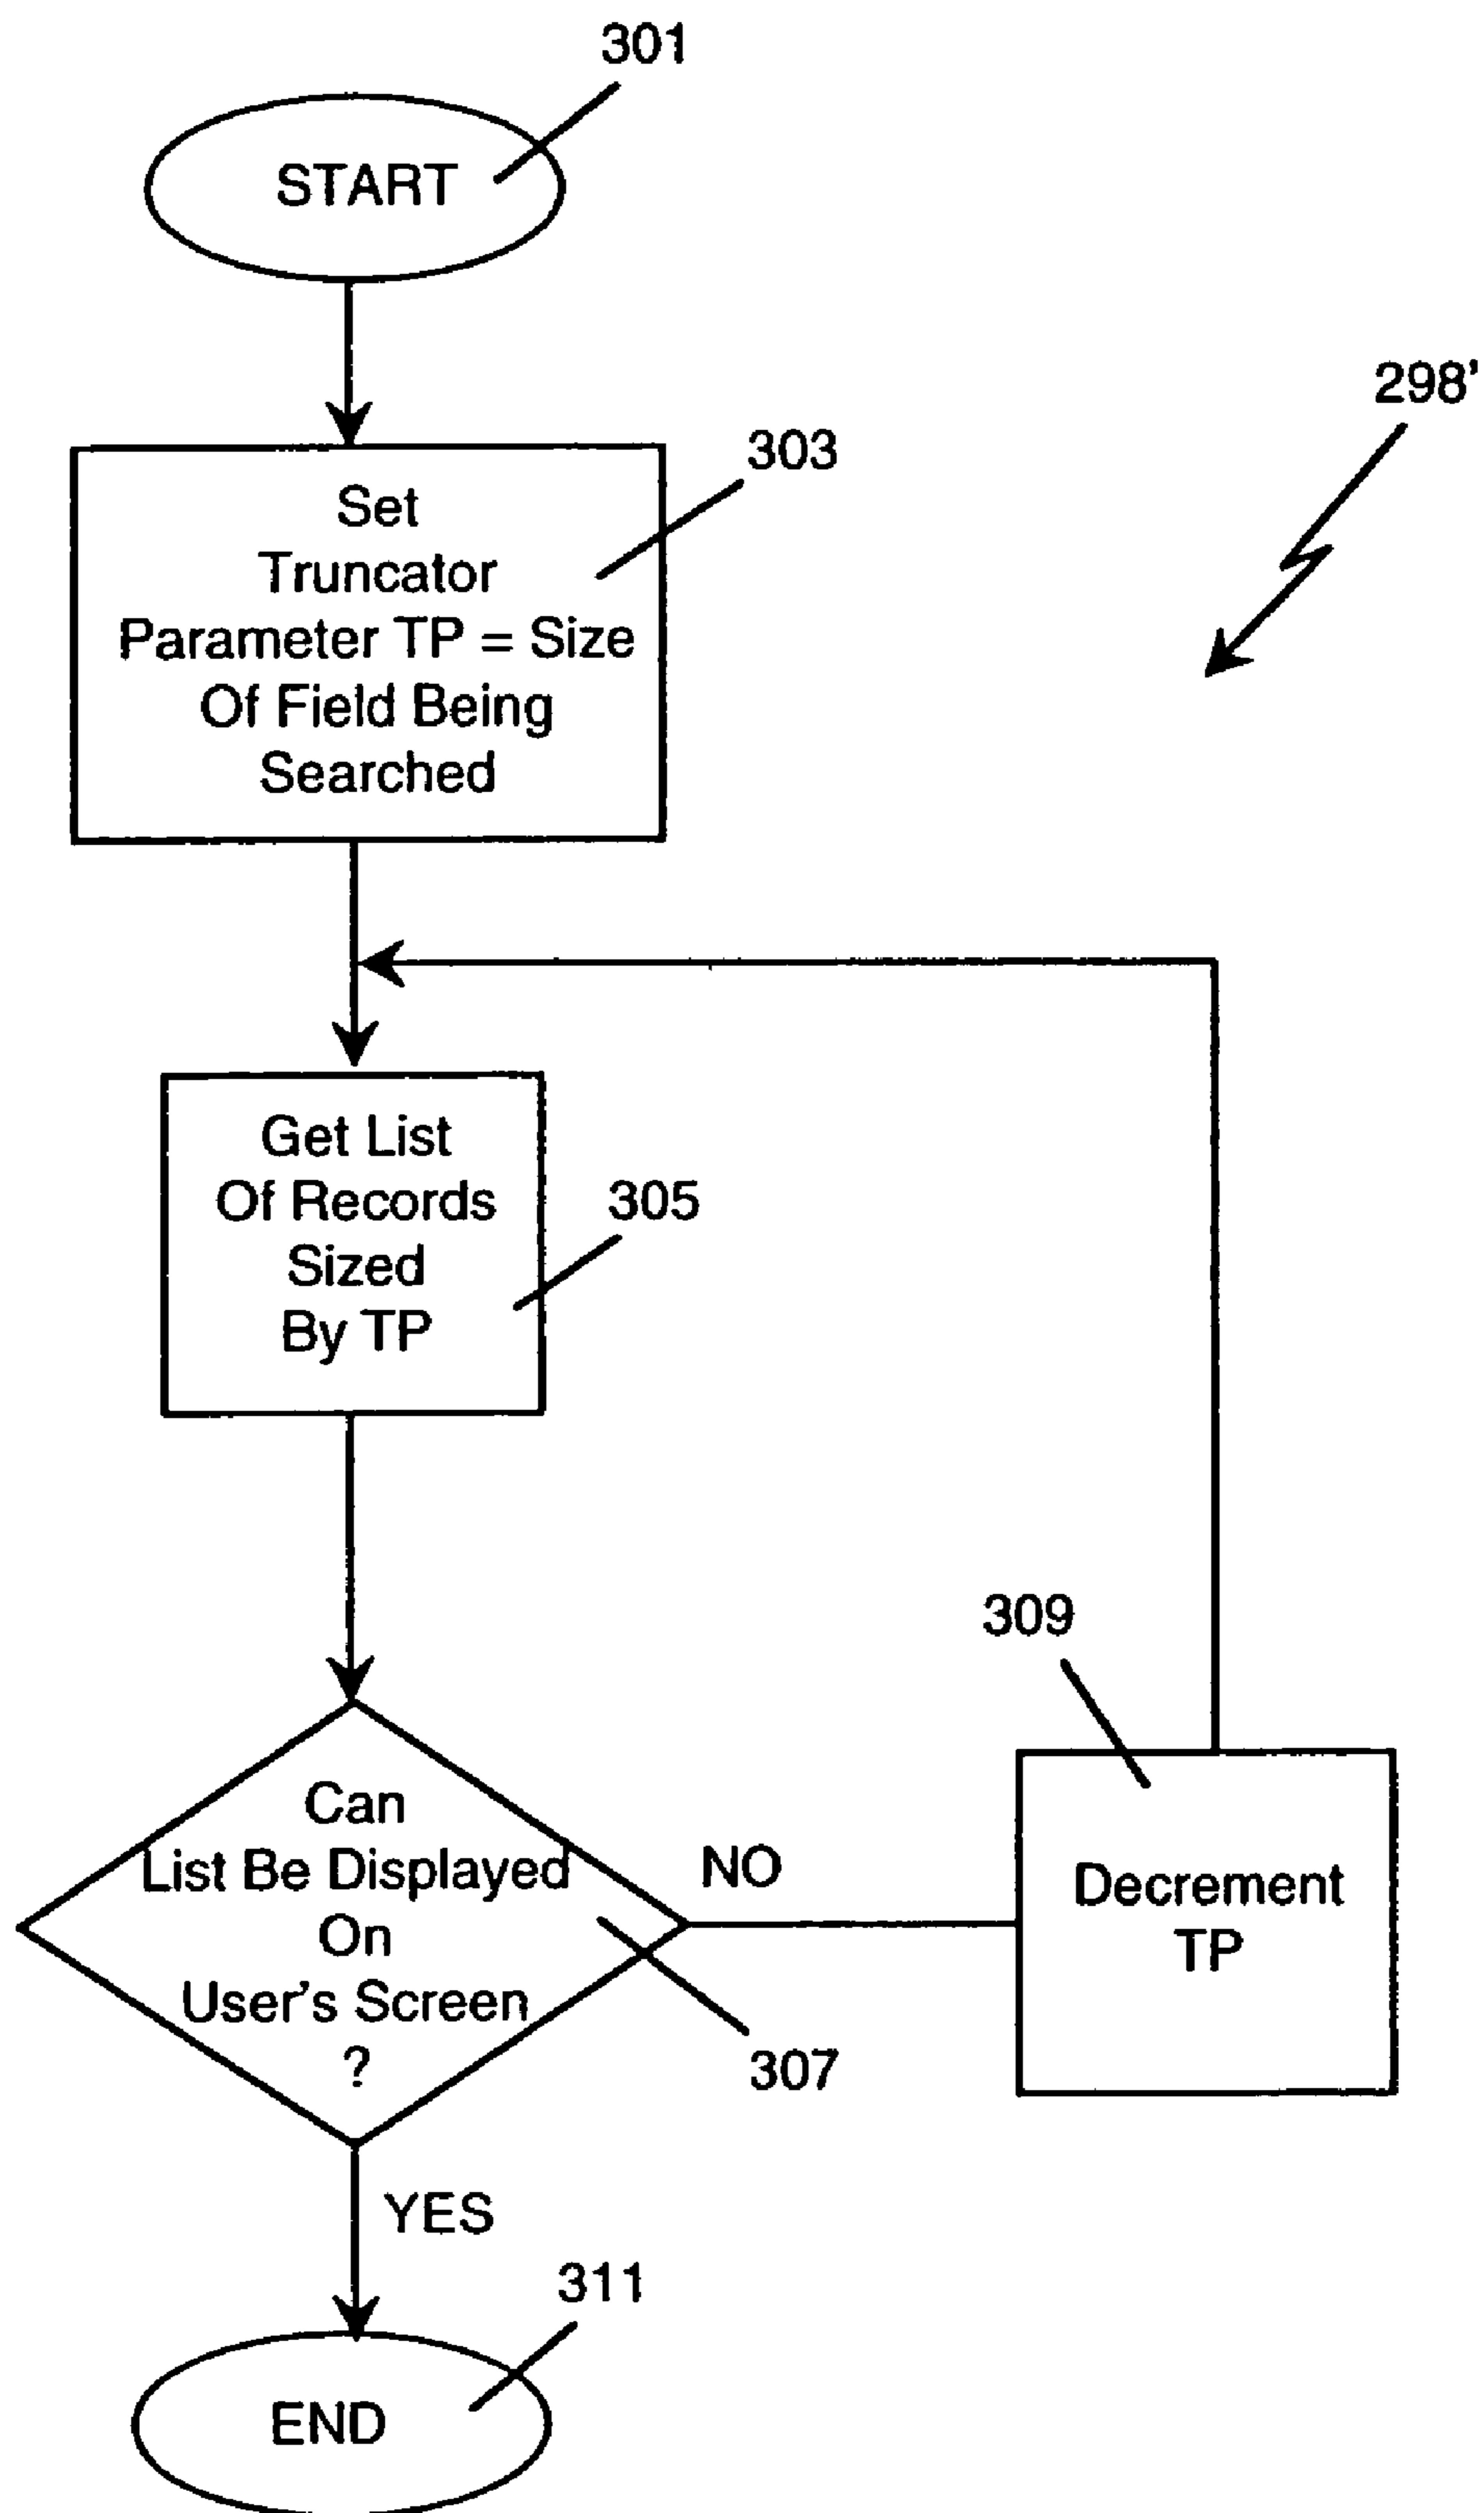 301
START
298'
303
Set
Truncator
Parameter TP = Size
Of Field Being
Searched
Get List
Of Records
Sized
By TP
305
309
Can
List Be Displayed
On
User's Screen
?
NO
Decrement
TP
307
YES
311
END